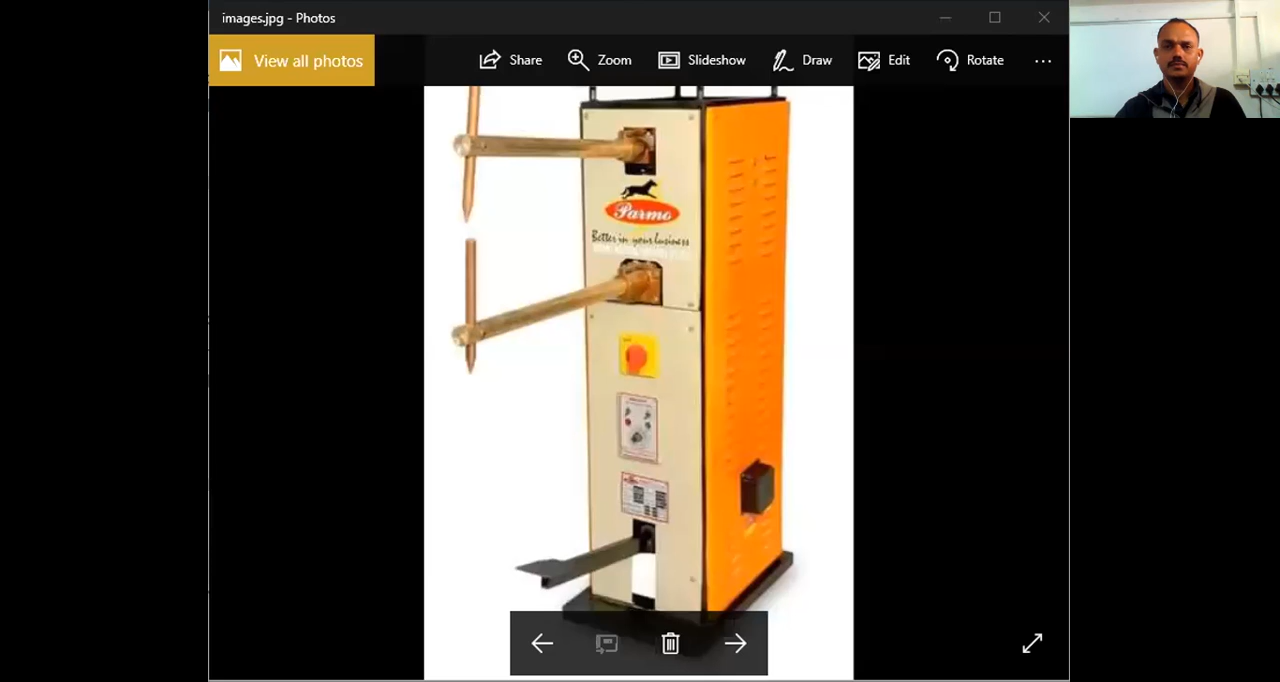 images.jpg - Photos
View all photos
Share
Zoom
Slideshow
Draw
Edit
Rotate
Parmo
Better in your business